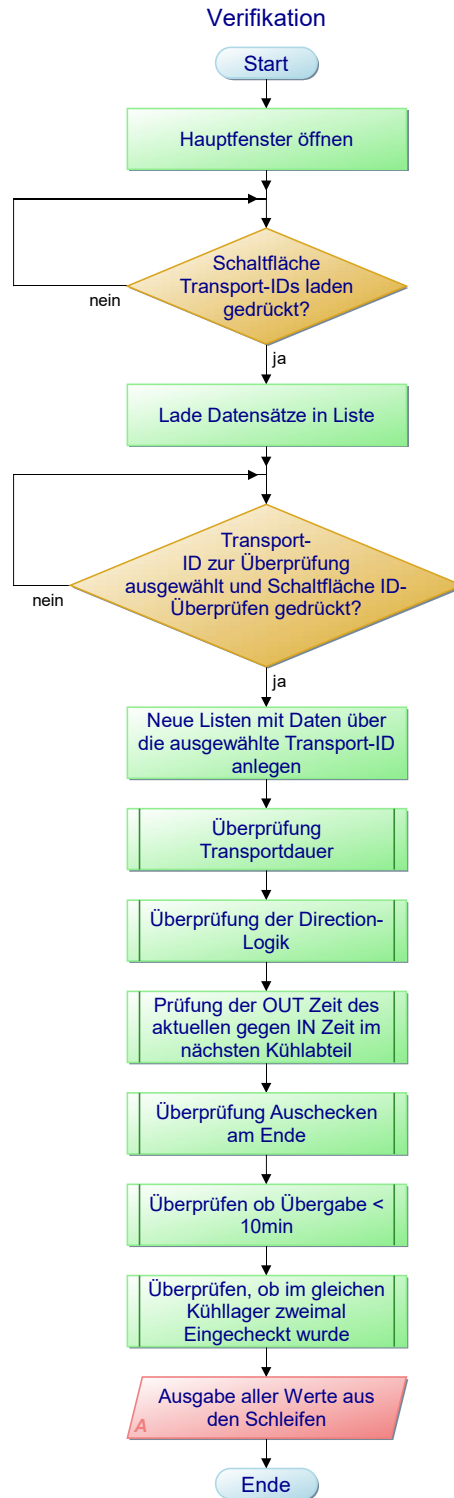 Verifikation
Start
Hauptfenster öffnen
Schaltfläche
Transport-IDs laden
gedrückt?
nein
ja
Lade Datensätze in Liste
Transport-
ID zur Überprüfung
ausgewählt und Schaltfläche ID-
Überprüfen gedrückt?
nein
ja
Neue Listen mit Daten über
die ausgewählte Transport-ID
anlegen
Überprüfung
Transportdauer
Überprüfung der Direction-
Logik
Prüfung der OUT Zeit des
aktuellen gegen IN Zeit im
nächsten Kühlabteil
Überprüfung Auschecken
am Ende
Überprüfen ob Übergabe <
10min
Überprüfen, ob im gleichen
Kühllager zweimal
Eingecheckt wurde
Ausgabe aller Werte aus
den Schleifen
A
Ende